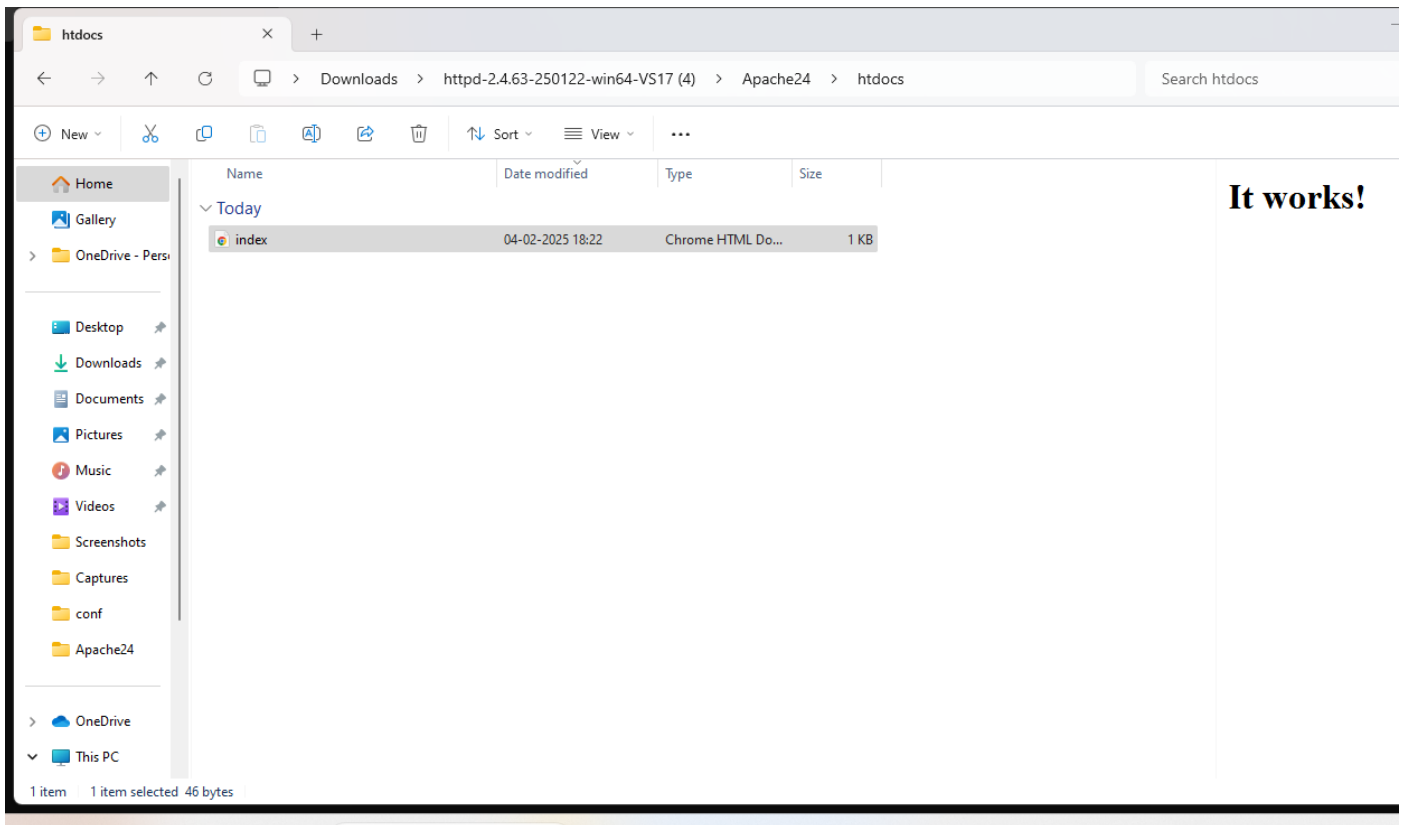 htdocs
Downloads > httpd-2.4.63-250122-win64-VS17 (4) > Apache24 > htdocs
Search htdocs
New
Sort
View
Home
Gallery
OneDrive - Pers
Desktop
Downloads
Documents
Pictures
Music
Videos
Screenshots
Captures
conf
Apache24
OneDrive
This PC
Name Date modified Type Size
Today
index 04-02-2025 18:22 Chrome HTML Do... 1 KB
It works!
1 item 1 item selected 46 bytes